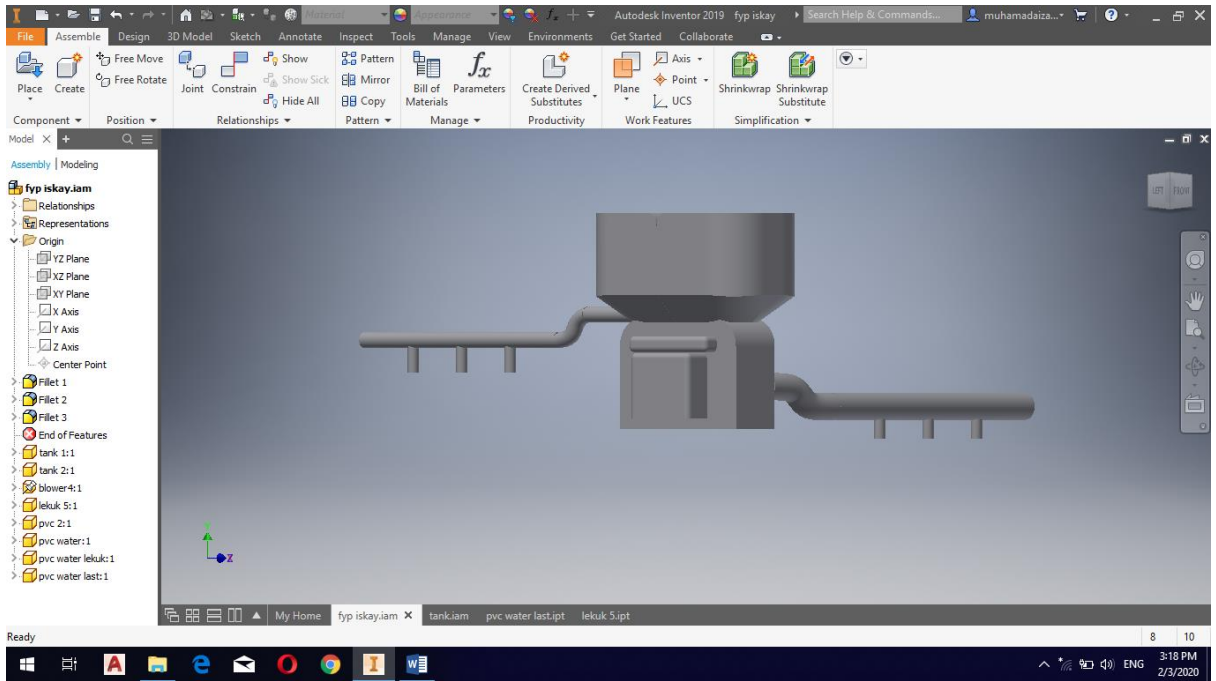 Material
Appearance
Autodesk Inventor 2019 fyp iskay
Search Help & Commands...
muhamadaiza...
File Assemble Design 3D Model Sketch Annotate Inspect Tools Manage View Environments Get Started Collaborate
Place
Create
Free Move
Free Rotate
Joint
Constrain
Show
Show Sick
Hide All
Pattern
Mirror
Copy
Bill of Materials
Parameters
Create Derived Substitutes
Plane
Axis
Point
UCS
Shrinkwrap
Shrinkwrap Substitute
Component Position Relationships Pattern Manage Productivity Work Features Simplification
Model
Assembly | Modeling
fyp iskay.iam
Relationships
Representations
Origin
YZ Plane
XZ Plane
XY Plane
X Axis
Y Axis
Z Axis
Center Point
Fillet 1
Fillet 2
Fillet 3
End of Features
tank 1:1
tank 2:1
blower4:1
lekuk 5:1
pvc 2:1
pvc water:1
pvc water lekuk:1
pvc water last:1
LEFT FRONT
Z
My Home fyp iskay.iam tank.iam pvc water last.ipt lekuk 5.ipt
Ready
8 10
ENG
3:18 PM
2/3/2020